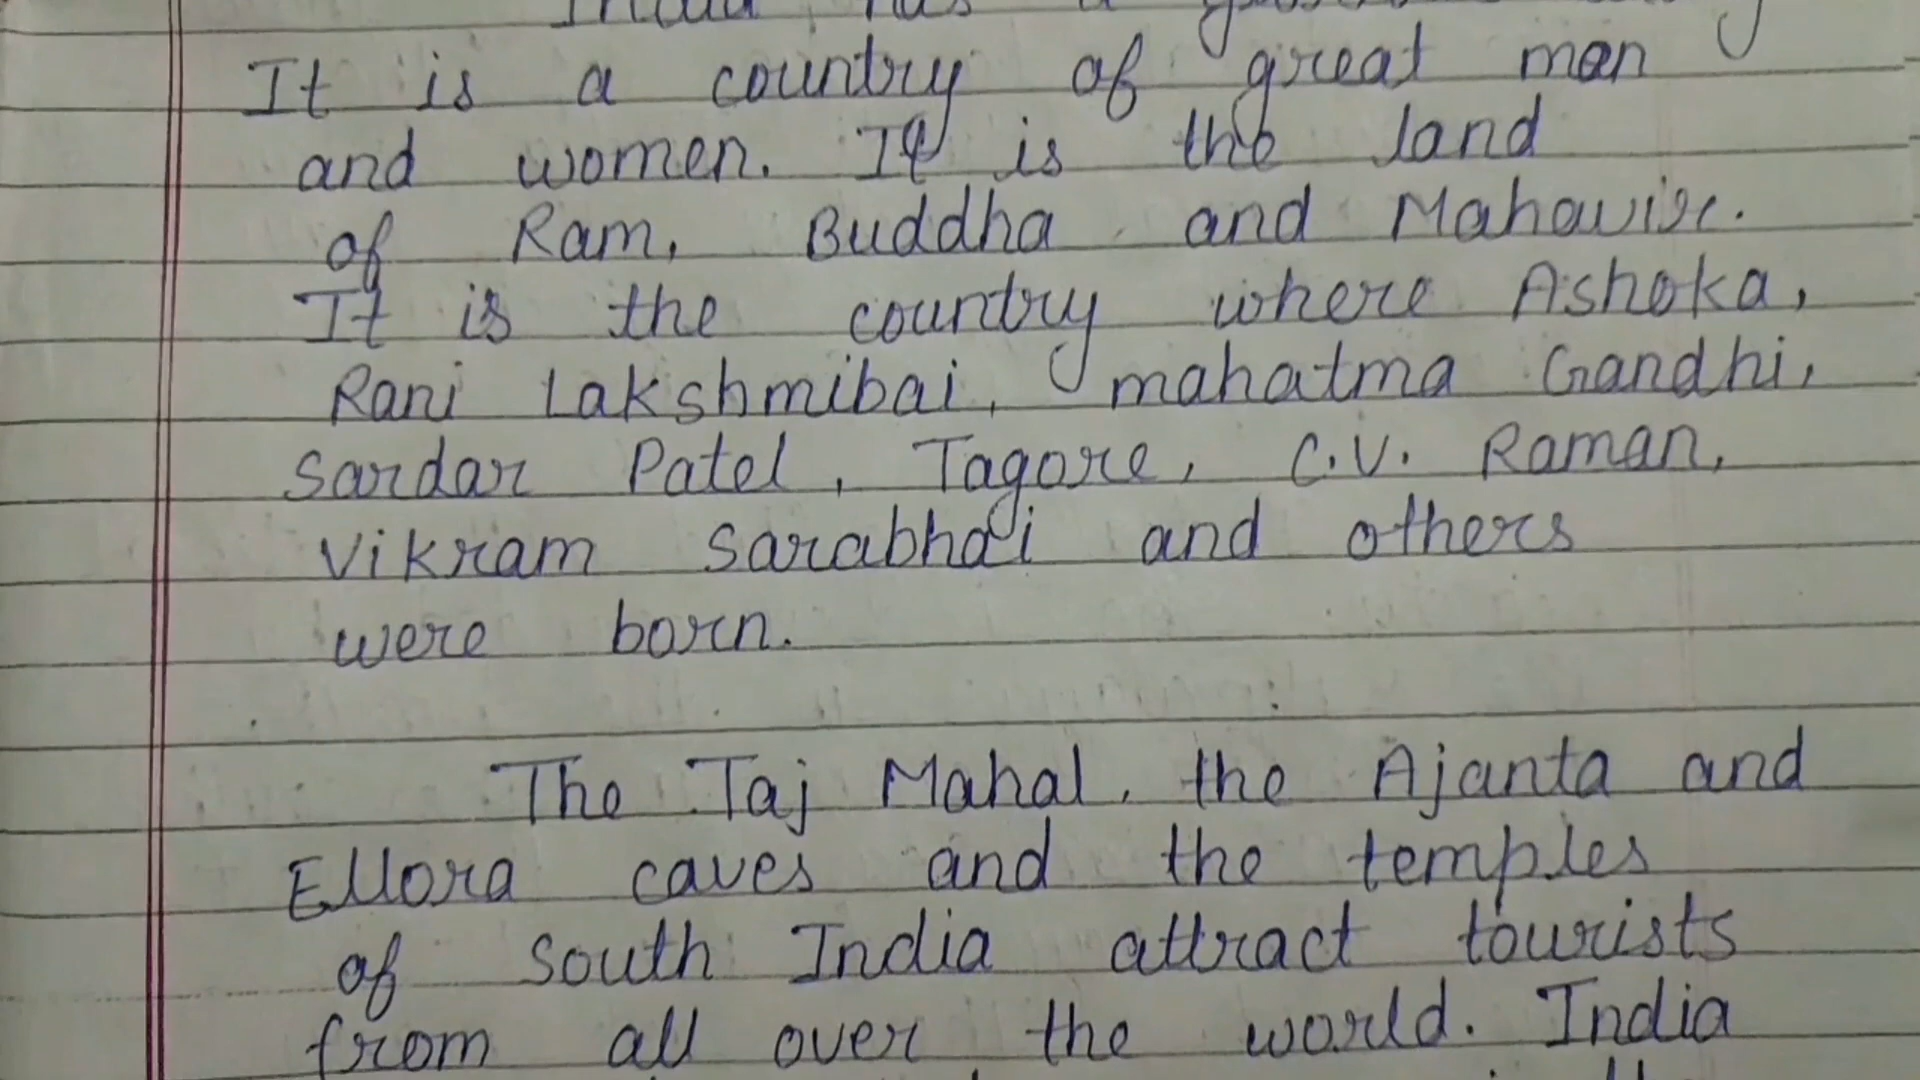 India has a
It is a country of great men
and women. It is the land
of Ram, Buddha and Mahavir.
It is the country where Ashoka,
Rani Lakshmibai, mahatma Gandhi,
Sardar Patel, Tagore, C.V. Raman,
Vikram Sarabhai and others
were born.
The Taj Mahal, the Ajanta and
Ellora caves and the temples
of South India attract tourists
from all over the world. India